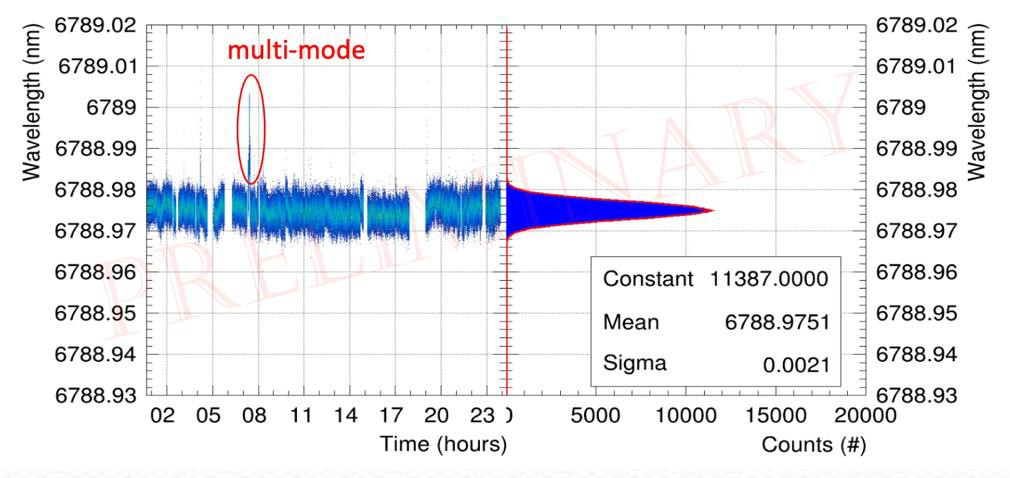 multi-mode
Wavelength (nm)
6789.02
6789.01
6789
6788.99
6788.98
6788.97
6788.96
6788.95
6788.94
6788.93
02 05 08 11 14 17 20 23
Time (hours)
PRELIMINARY
Constant 11387.0000
Mean 6788.9751
Sigma 0.0021
0 5000 10000 15000 20000
Counts (#)
6789.02
6789.01
6789
6788.99
6788.98
6788.97
6788.96
6788.95
6788.94
6788.93
Wavelength (nm)